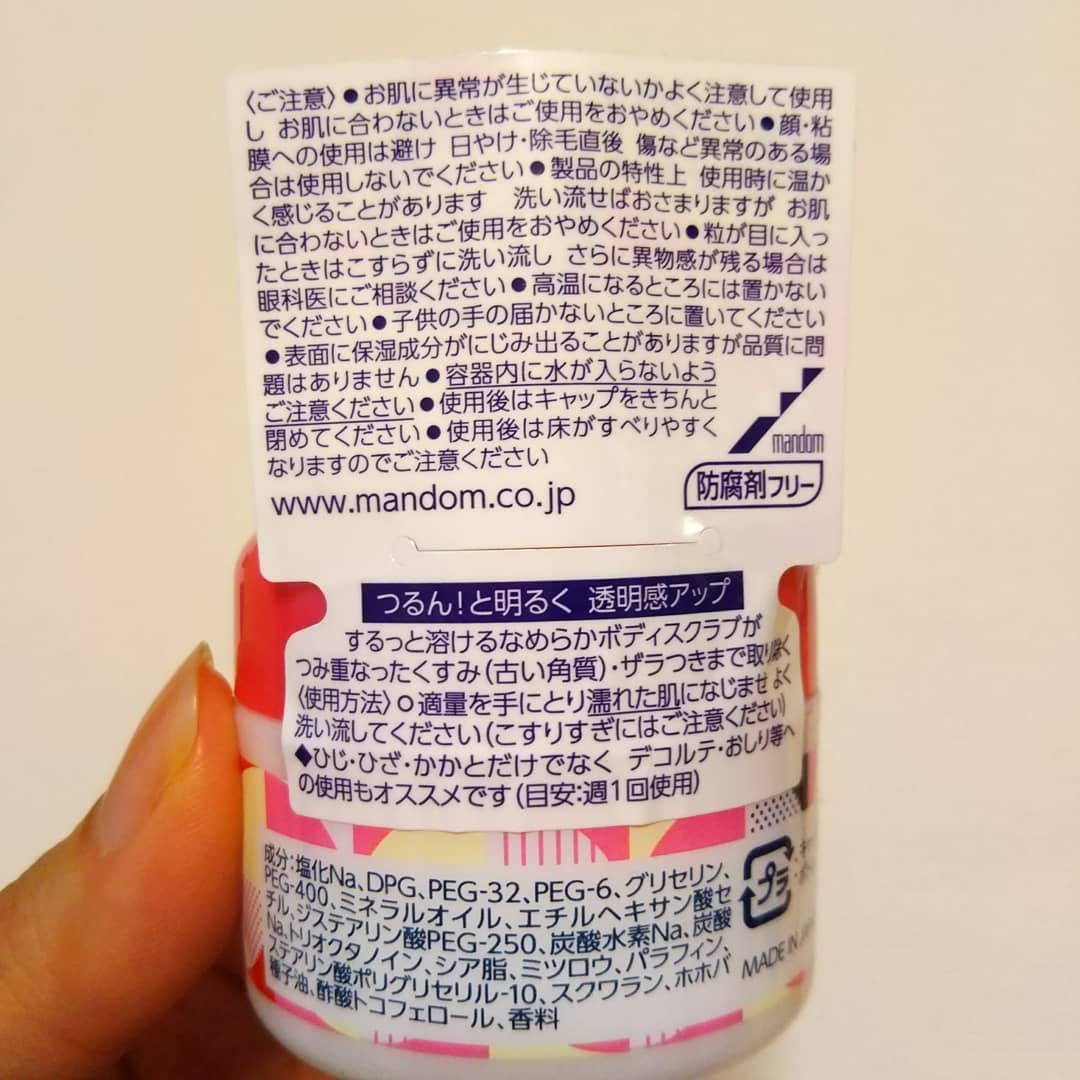 〈ご注意〉●お肌に異常が生じていないかよく注意して使用
し お肌に合わないときはご使用をおやめください●顔・粘
膜への使用は避け 日やけ・除毛直後 傷など異常のある場
合は使用しないでください●製品の特性上 使用時に温か
く感じることがあります 洗い流せばおさまりますが お肌
に合わないときはご使用をおやめください●粒が目に入っ
たときはこすらずに洗い流し さらに異物感が残る場合は
眼科医にご相談ください●高温になるところには置かない
でください●子供の手の届かないところに置いてください
●表面に保湿成分がにじみ出ることがありますが品質に問
題はありません●容器内に水が入らないよう
ご注意ください●使用後はキャップをきちんと
閉めてください●使用後は床がすべりやすく
なりますのでご注意ください
mandom
www.mandom.co.jp
防腐剤フリー
つるん!と明るく 透明感アップ
するっと溶けるなめらかボディスクラブが
つみ重なったくすみ(古い角質)・ザラつきまで取り除く
〈使用方法〉○適量を手にとり濡れた肌になじませ よく
洗い流してください(こすりすぎにはご注意ください)
◆ひじ・ひざ・かかとだけでなく デコルテ・おしり等へ
の使用もオススメです(目安:週1回使用)
成分:塩化Na、DPG、PEG-32、PEG-6、グリセリン、
PEG-400、ミネラルオイル、エチルヘキサン酸セ
チル、ジステアリン酸PEG-250、炭酸水素Na、炭酸
Na、トリオクタノイン、シア脂、ミツロウ、パラフィン、
ステアリン酸ポリグリセリル-10、スクワラン、ホホバ
種子油、酢酸トコフェロール、香料
プラ
MADE IN